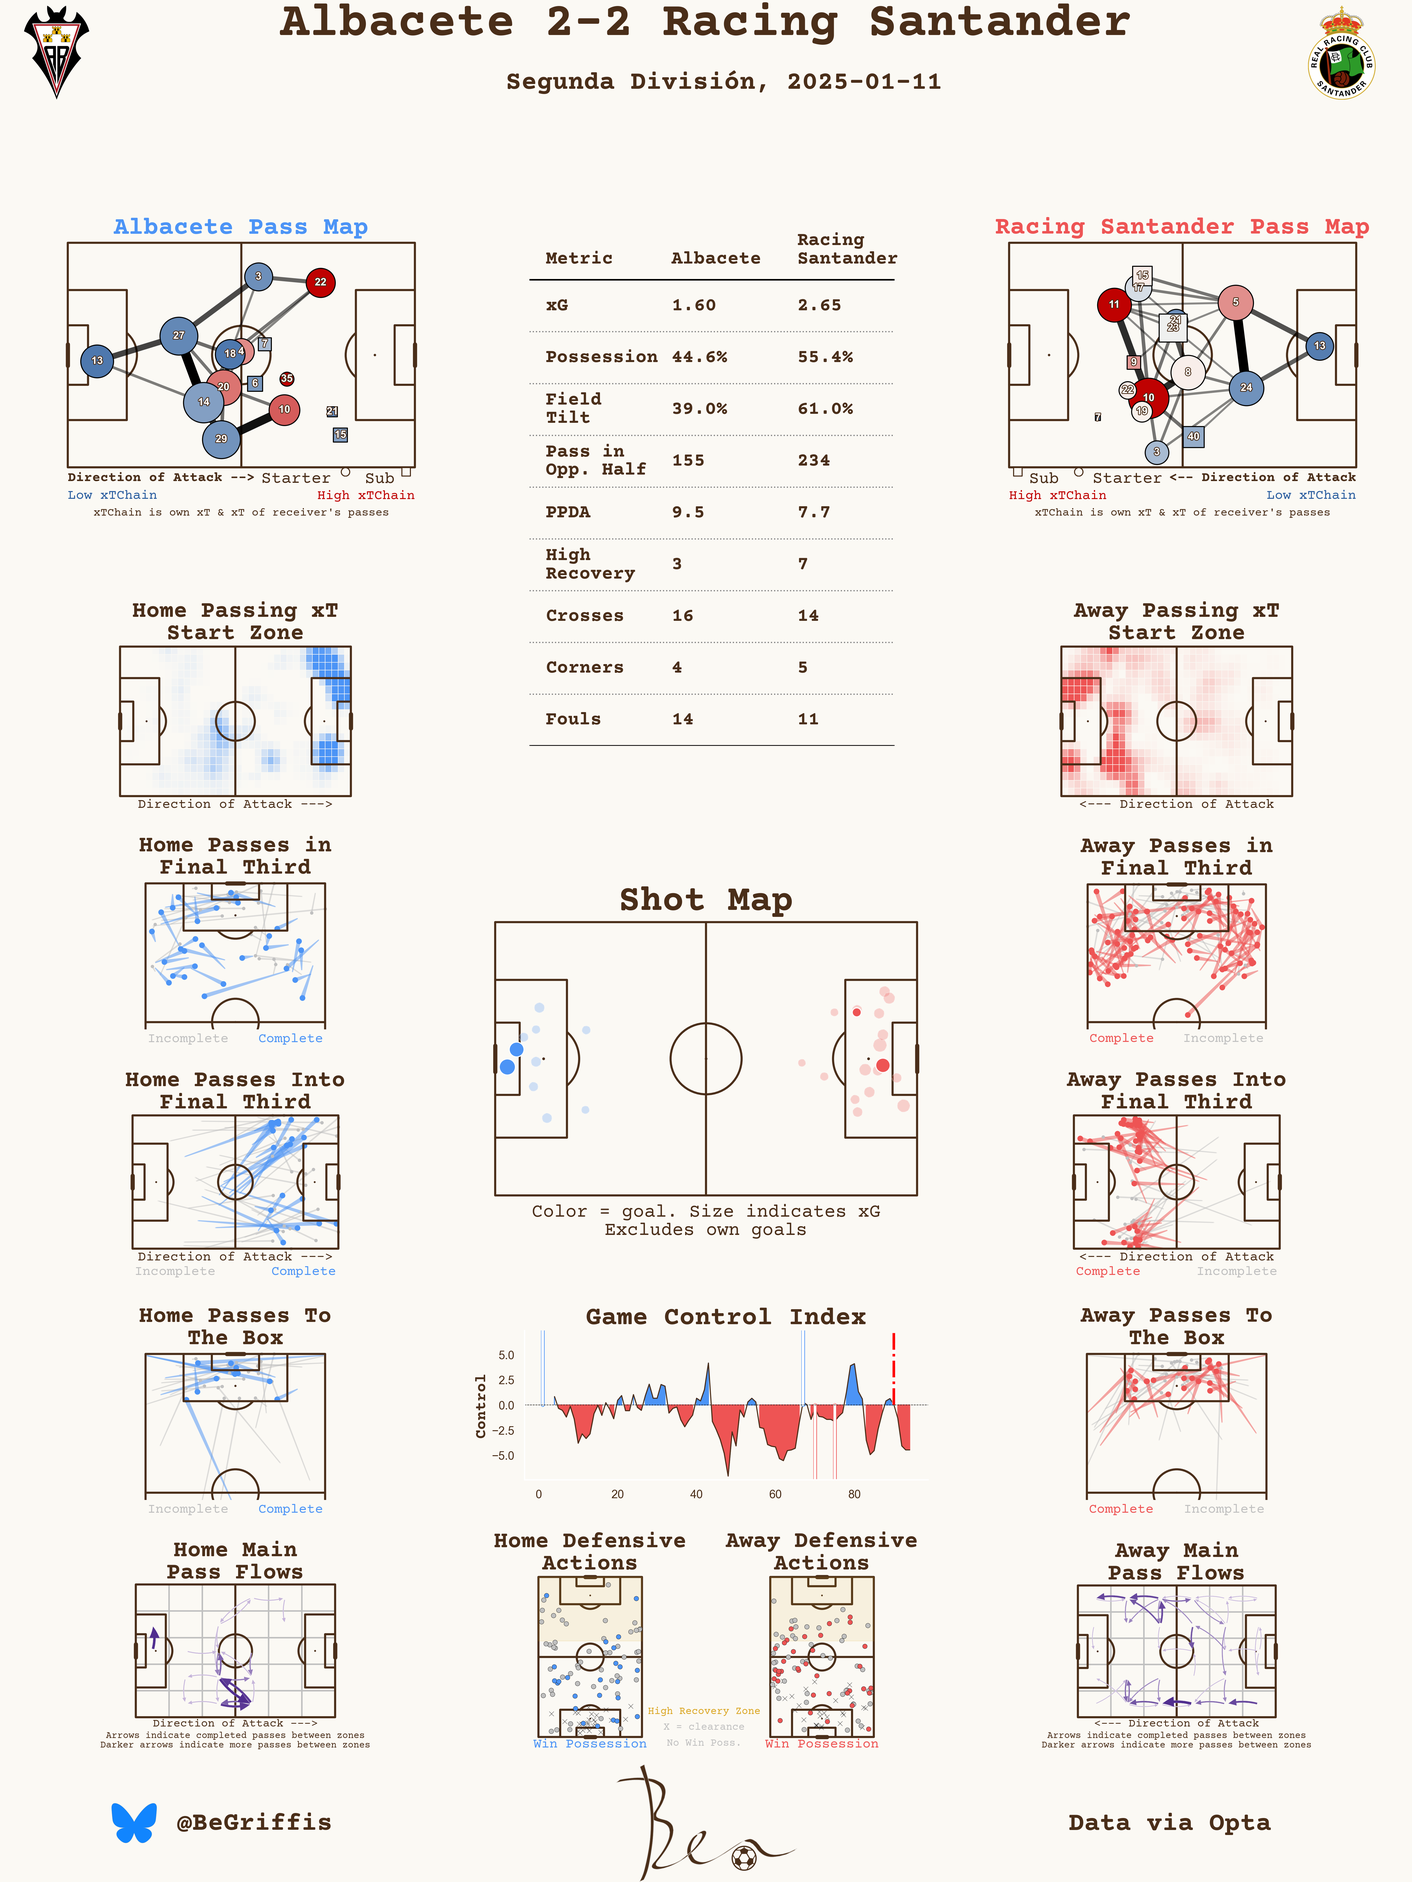 Albacete 2-2 Racing Santander
Segunda División, 2025-01-11
REAL RACING CLUB
SANTANDER
Albacete Pass Map
3
22
27
13
18
4
7
20
6
35
14
10
21
29
15
Direction of Attack --> Starter Sub
Low xTChain High xTChain
xTChain is own xT & xT of receiver's passes
Metric Albacete Racing Santander
xG 1.60 2.65
Possession 44.6% 55.4%
Field Tilt 39.0% 61.0%
Pass in Opp. Half 155 234
PPDA 9.5 7.7
High Recovery 3 7
Crosses 16 14
Corners 4 5
Fouls 14 11
Racing Santander Pass Map
15
17
11
5
21
23
13
9
8
22
10
24
19
7
40
3
Sub Starter <-- Direction of Attack
High xTChain Low xTChain
xTChain is own xT & xT of receiver's passes
Home Passing xT
Start Zone
Direction of Attack --->
Away Passing xT
Start Zone
<--- Direction of Attack
Home Passes in
Final Third
Incomplete Complete
Away Passes in
Final Third
Complete Incomplete
Shot Map
Color = goal. Size indicates xG
Excludes own goals
Home Passes Into
Final Third
Direction of Attack --->
Incomplete Complete
Away Passes Into
Final Third
<--- Direction of Attack
Complete Incomplete
Home Passes To
The Box
Incomplete Complete
Game Control Index
Control
5.0
2.5
0.0
−2.5
−5.0
0 20 40 60 80
Away Passes To
The Box
Complete Incomplete
Home Main
Pass Flows
Direction of Attack --->
Arrows indicate completed passes between zones
Darker arrows indicate more passes between zones
Home Defensive
Actions
Win Possession
High Recovery Zone
X = clearance
No Win Poss.
Away Defensive
Actions
Win Possession
Away Main
Pass Flows
<--- Direction of Attack
Arrows indicate completed passes between zones
Darker arrows indicate more passes between zones
@BeGriffis
Ben
Data via Opta